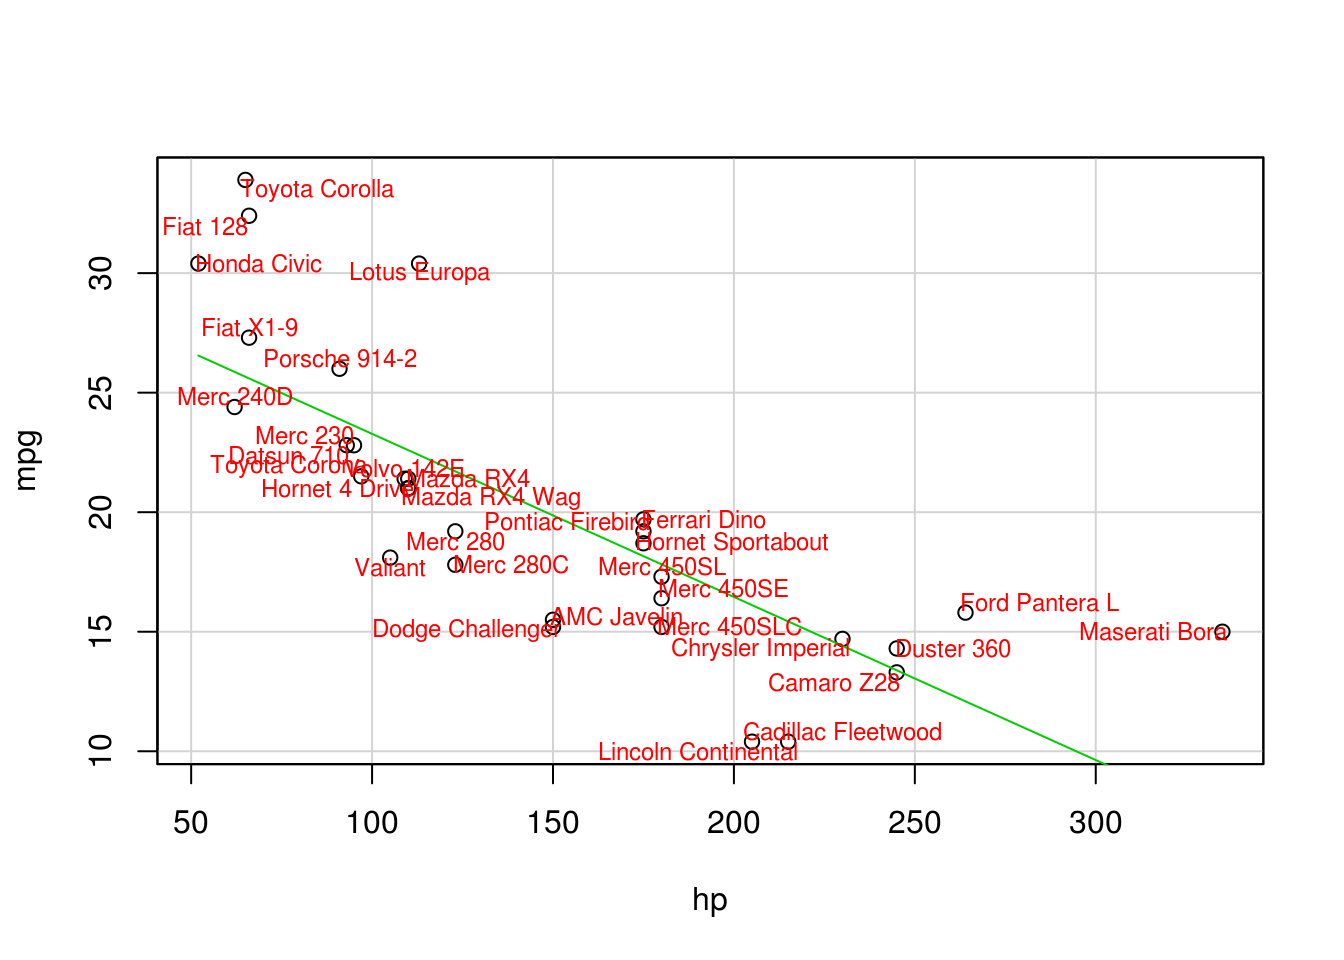 Toyota Corolla
Fiat 128
Honda Civic
Lotus Europa
Fiat X1-9
Porsche 914-2
Merc 240D
Merc 230
Datsun 710
Toyota Corona
Volvo 142E
Mazda RX4
Hornet 4 Drive
Mazda RX4 Wag
Pontiac Firebird
Ferrari Dino
Merc 280
Hornet Sportabout
Valiant
Merc 280C
Merc 450SL
Merc 450SE
Ford Pantera L
AMC Javelin
Dodge Challenger
Merc 450SLC
Maserati Bora
Chrysler Imperial
Duster 360
Camaro Z28
Cadillac Fleetwood
Lincoln Continental
30
25
20
15
10
mpg
50 100 150 200 250 300
hp